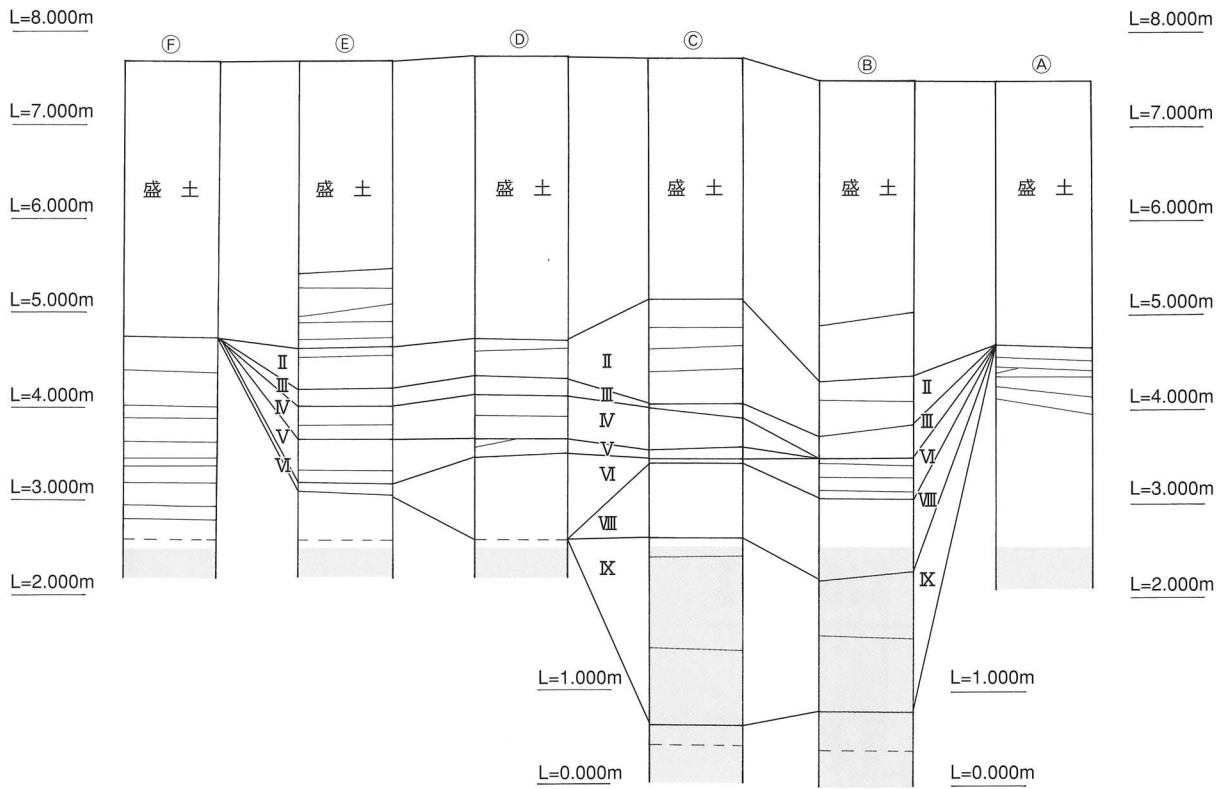 L=8.000m
L=8.000m
Ⓕ
Ⓔ
Ⓓ
Ⓒ
Ⓑ
Ⓐ
L=7.000m
L=7.000m
盛 土
盛 土
盛 土
盛 土
盛 土
盛 土
L=6.000m
L=6.000m
L=5.000m
L=5.000m
Ⅱ
Ⅱ
Ⅱ
Ⅲ
Ⅲ
L=4.000m
L=4.000m
Ⅳ
Ⅳ
Ⅲ
Ⅴ
Ⅴ
Ⅵ
Ⅵ
Ⅵ
L=3.000m
L=3.000m
Ⅷ
Ⅷ
Ⅸ
Ⅸ
L=2.000m
L=2.000m
L=1.000m
L=1.000m
L=0.000m
L=0.000m